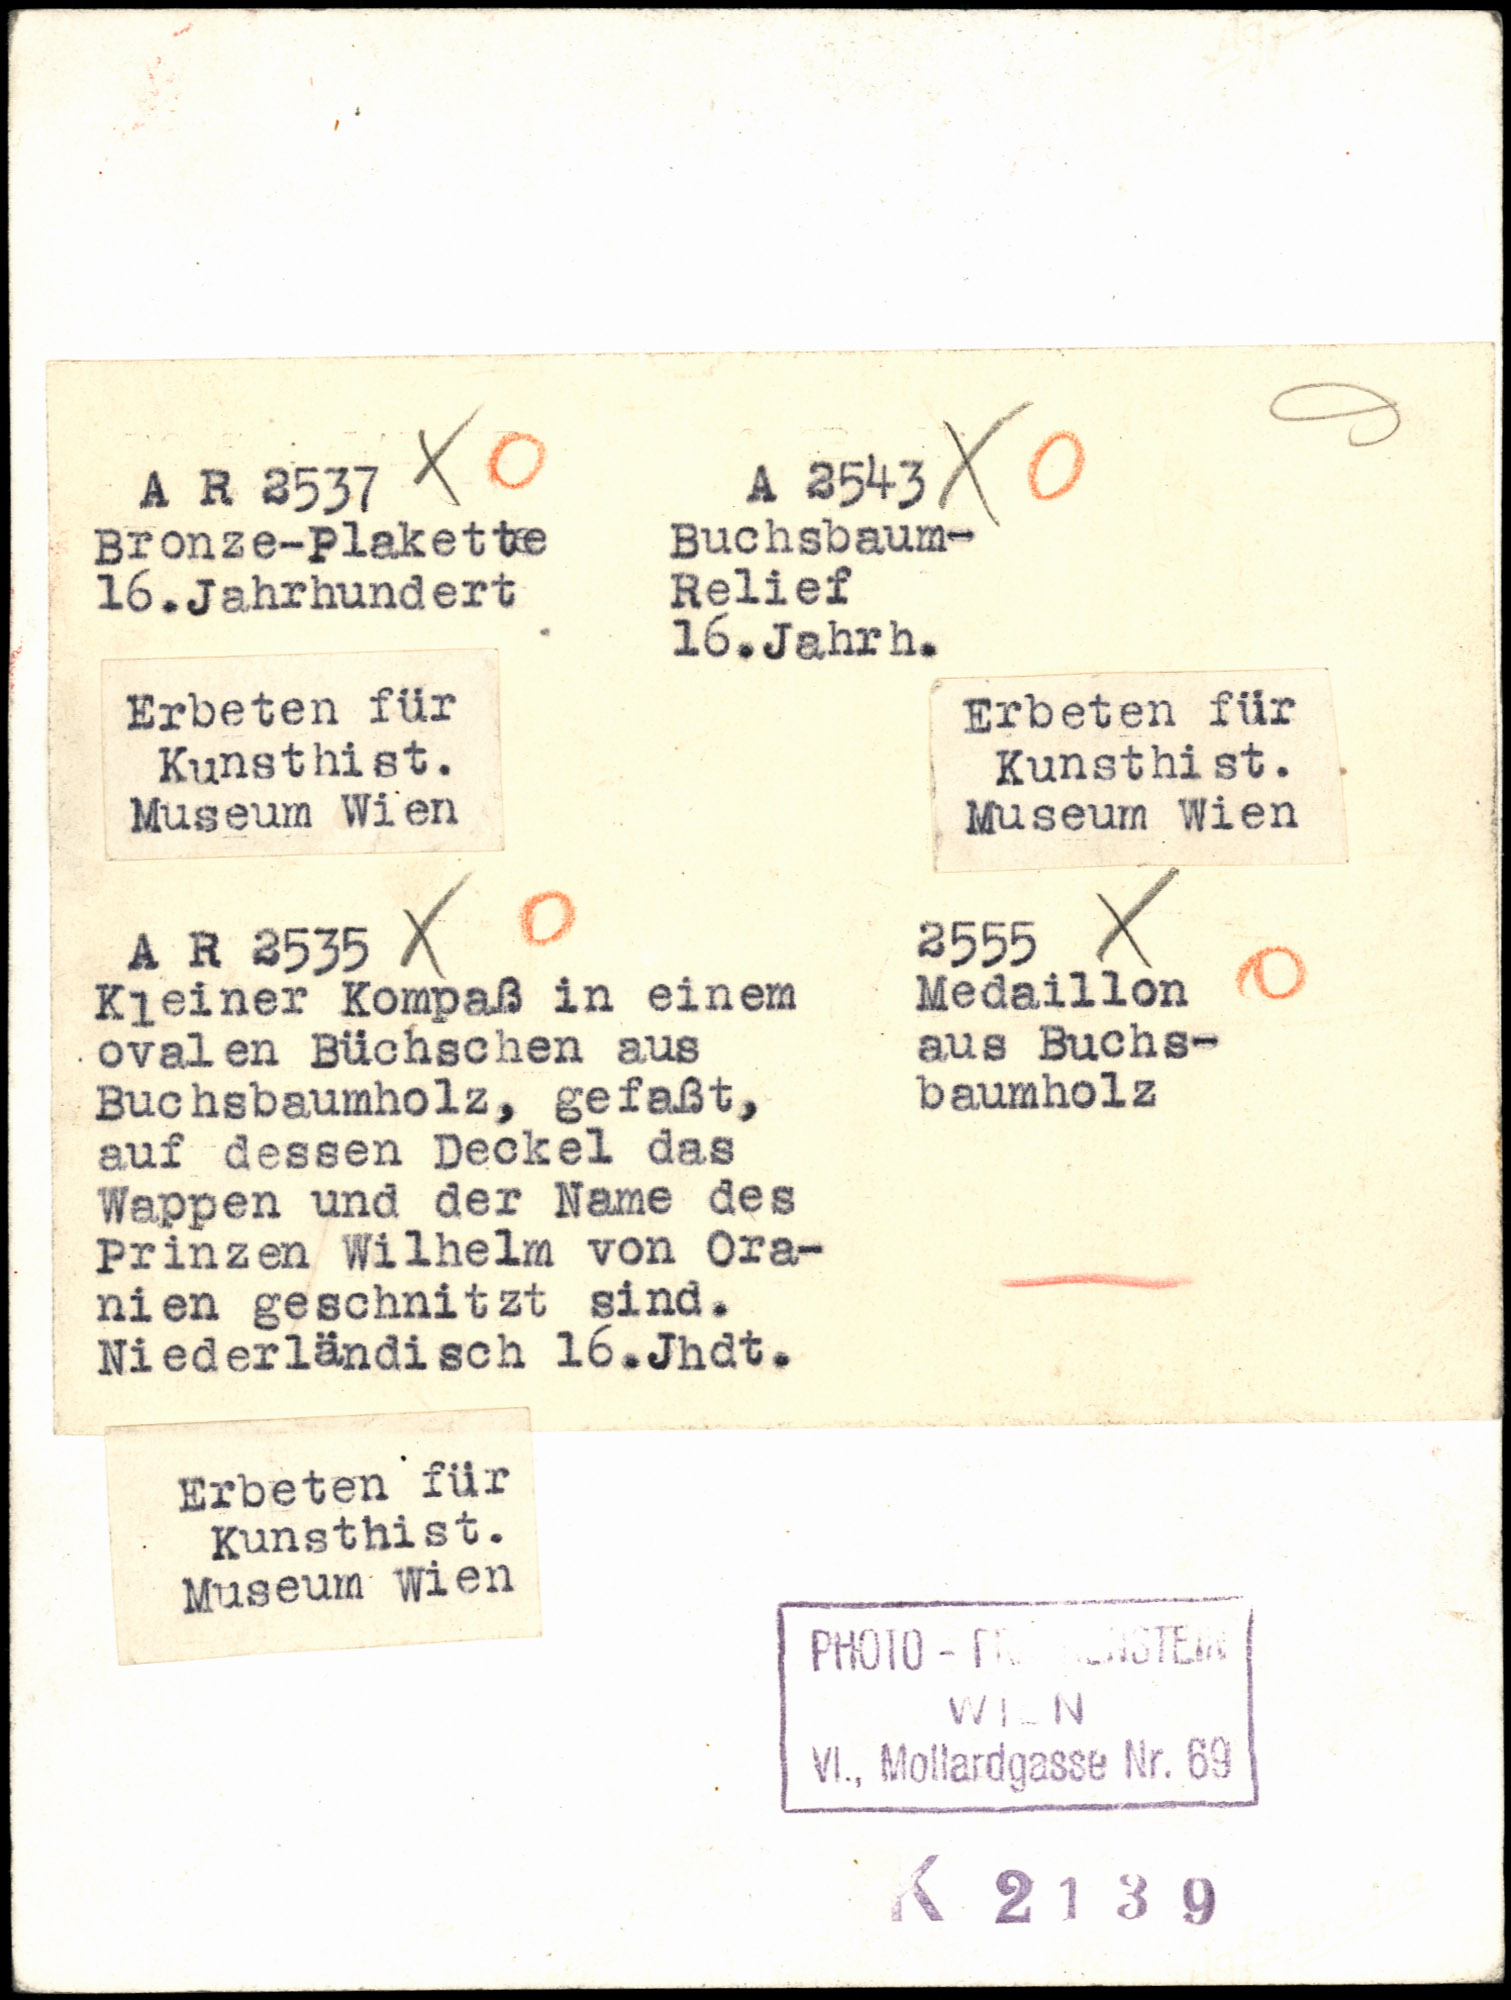 A R 2537 X O
Bronze-Plakette
16.Jahrhundert
Erbeten für
Kunsthist.
Museum Wien
A 2543 X O
Buchsbaum-
Relief
16.Jahrh.
Erbeten für
Kunsthist.
Museum Wien
A R 2535 X O
Kleiner Kompaß in einem
ovalen Büchschen aus
Buchsbaumholz, gefaßt,
auf dessen Deckel das
Wappen und der Name des
Prinzen Wilhelm von Ora-
nien geschnitzt sind.
Niederländisch 16.Jhdt.
Erbeten für
Kunsthist.
Museum Wien
2555 X O
Medaillon
aus Buchs-
baumholz
PHOTO -
WIEN
VI., Mollardgasse Nr. 69
K 2139